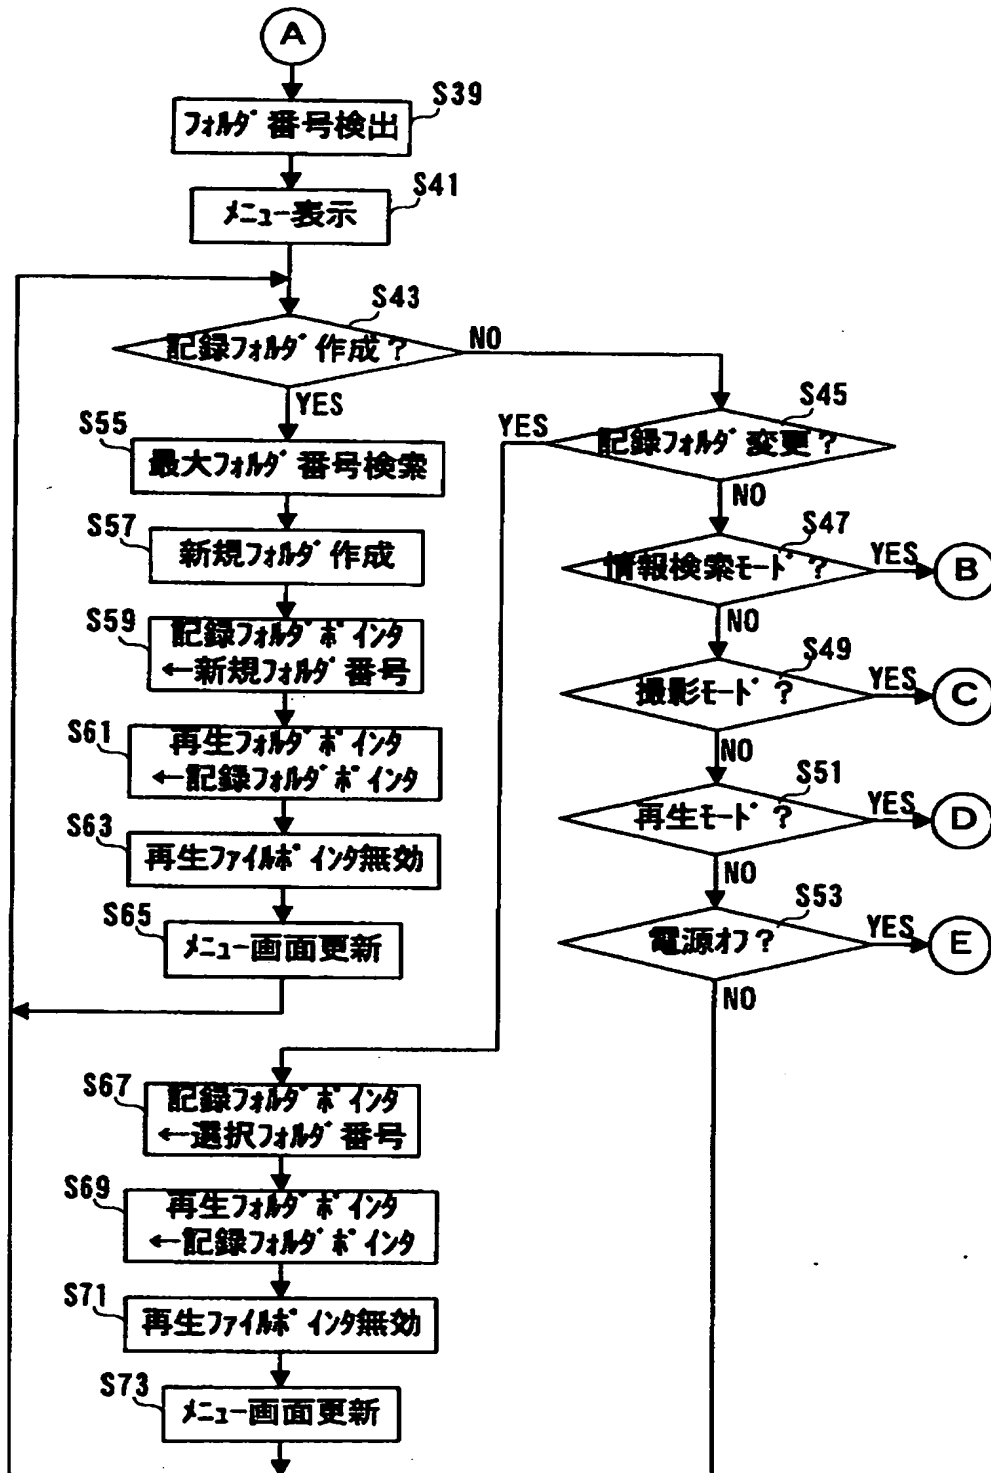 A
S39
フォルダ番号検出
S41
メニュー表示
S43
記録フォルダ作成?
NO
YES
S45
記録フォルダ変更?
YES
NO
S55
最大フォルダ番号検索
S47
情報検索モード?
YES
B
NO
S57
新規フォルダ作成
S59
記録フォルダポインタ
←新規フォルダ番号
S49
撮影モード?
YES
C
NO
S61
再生フォルダポインタ
←記録フォルダポインタ
S51
再生モード?
YES
D
NO
S63
再生ファイルポインタ無効
S65
メニュー画面更新
S53
電源オフ?
YES
E
NO
S67
記録フォルダポインタ
←選択フォルダ番号
S69
再生フォルダポインタ
←記録フォルダポインタ
S71
再生ファイルポインタ無効
S73
メニュー画面更新